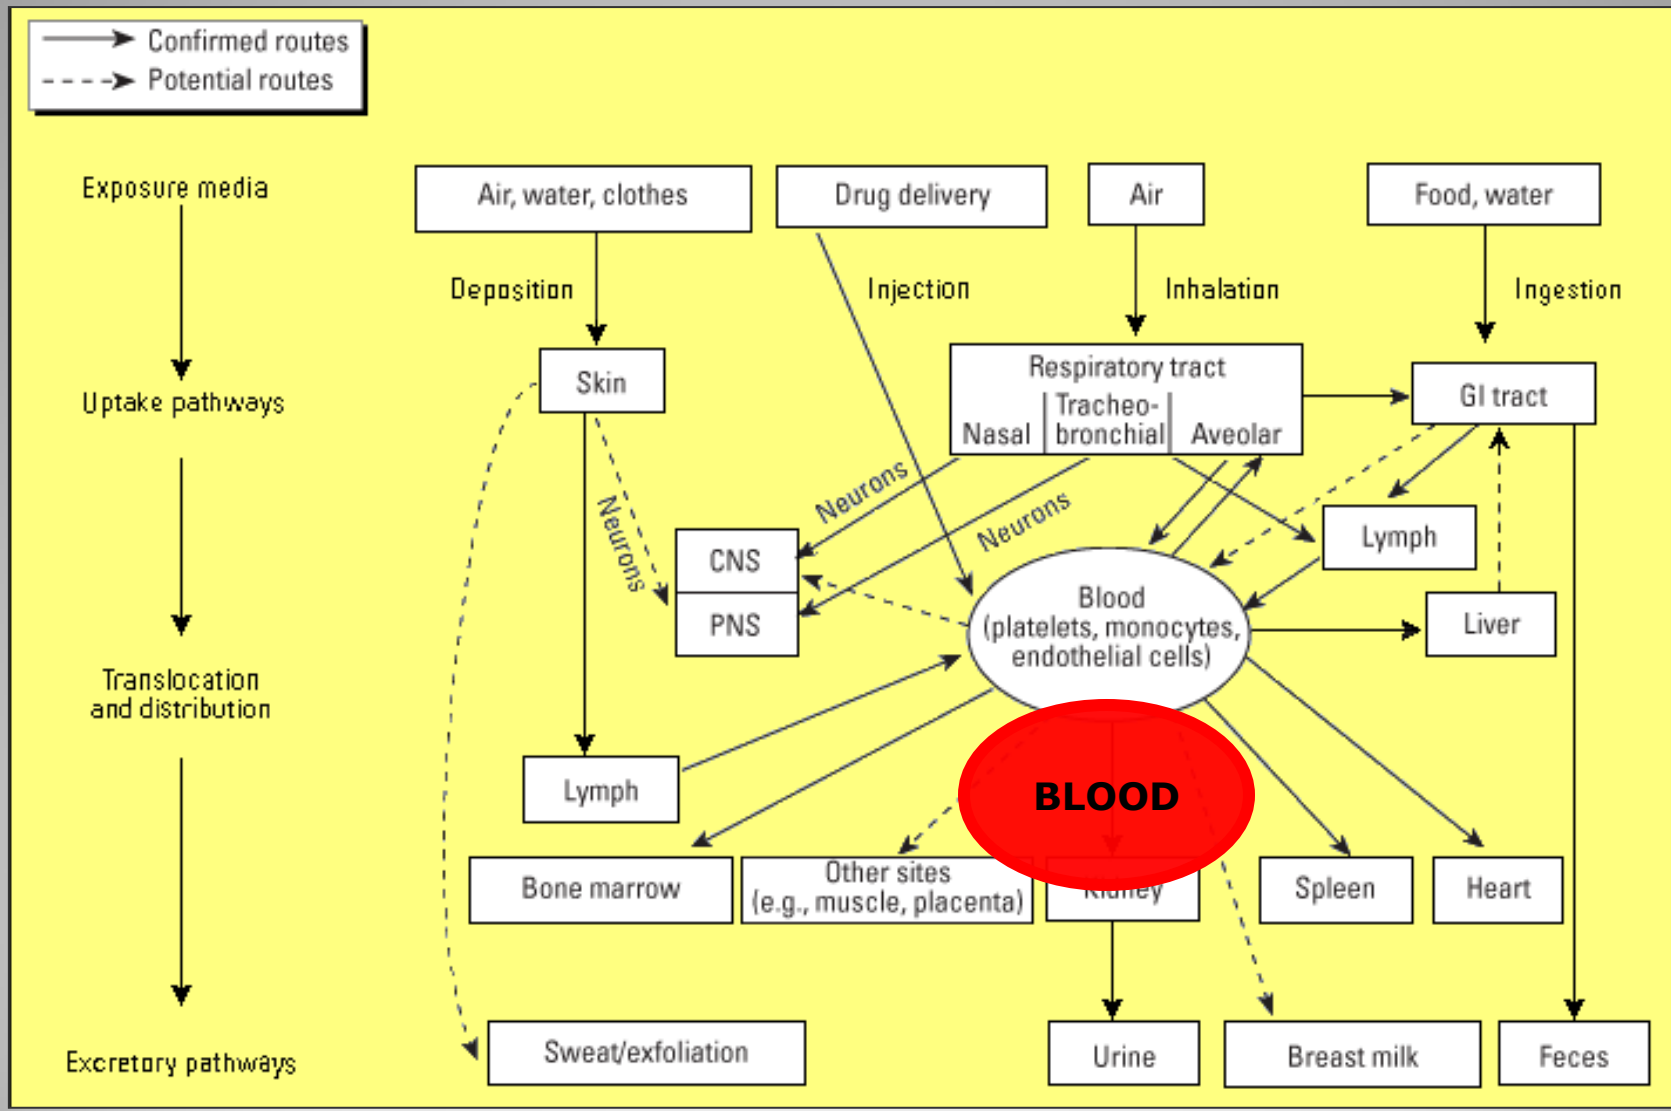 Confirmed routes
Potential routes
Exposure media
Air, water, clothes
Drug delivery
Air
Food, water
Deposition
Injection
Inhalation
Ingestion
Skin
Respiratory tract
Nasal
Tracheo-
bronchial
Aveolar
GI tract
Uptake pathways
Neurons
Neurons
Neurons
CNS
PNS
Lymph
Blood
(platelets, monocytes,
endothelial cells)
Liver
Translocation
and distribution
Lymph
BLOOD
Bone marrow
Other sites
(e.g., muscle, placenta)
Kidney
Spleen
Heart
Excretory pathways
Sweat/exfoliation
Urine
Breast milk
Feces